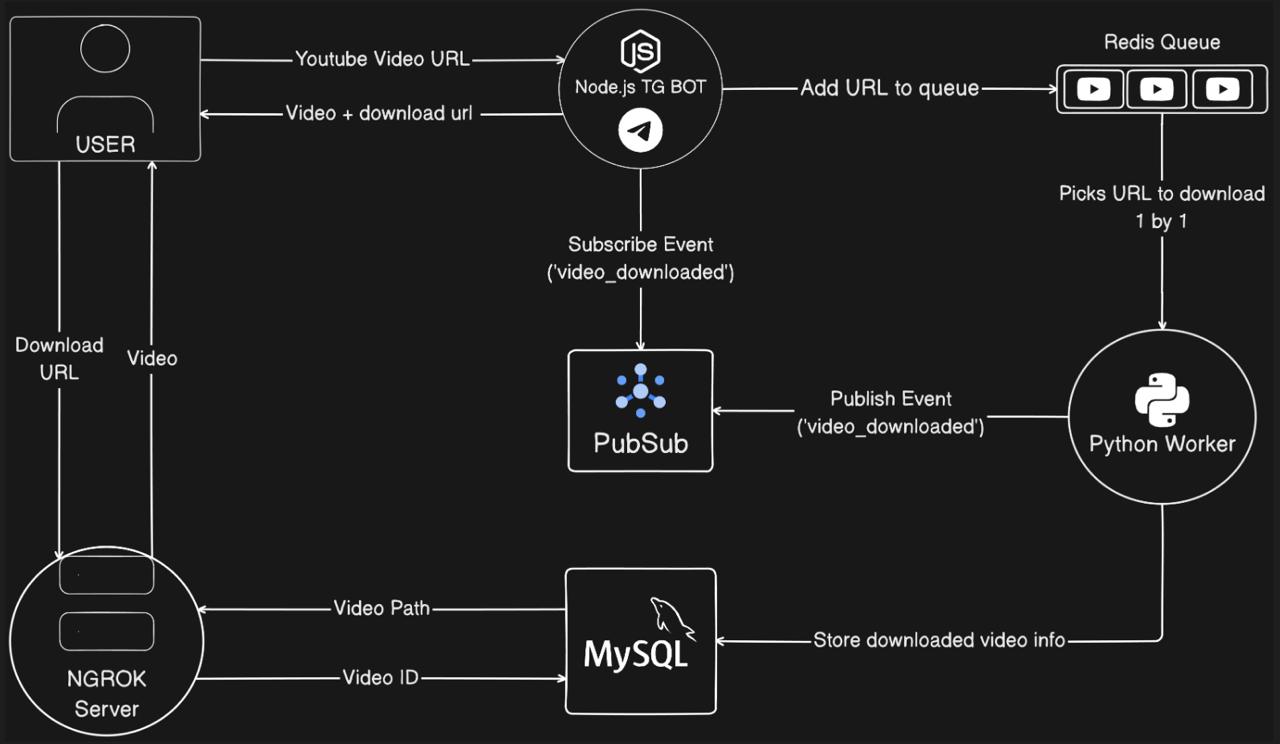 Redis Queue
Youtube Video URL
JS
Node.js TG BOT
Add URL to queue
Video + download url
USER
Picks URL to download
1 by 1
Subscribe Event
('video_downloaded')
Download
URL
Video
PubSub
Publish Event
('video_downloaded')
Python Worker
Video Path
MySQL
Store downloaded video info
Video ID
NGROK
Server